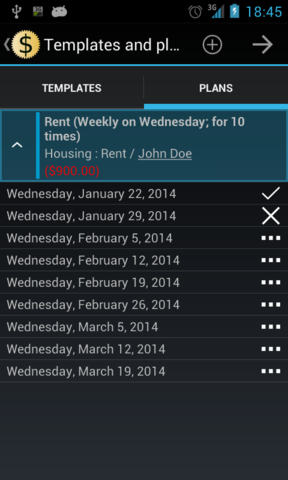 3G 18:45
Templates and pl...
TEMPLATES PLANS
Rent (Weekly on Wednesday; for 10
times)
Housing : Rent / John Doe
($900.00)
Wednesday, January 22, 2014
Wednesday, January 29, 2014
Wednesday, February 5, 2014
Wednesday, February 12, 2014
Wednesday, February 19, 2014
Wednesday, February 26, 2014
Wednesday, March 5, 2014
Wednesday, March 12, 2014
Wednesday, March 19, 2014